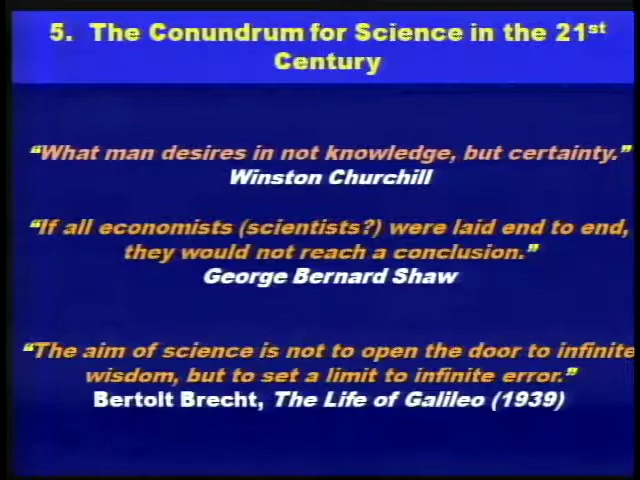 5. The Conundrum for Science in the 21st
Century
“What man desires in not knowledge, but certainty.”
Winston Churchill
“If all economists (scientists?) were laid end to end,
they would not reach a conclusion.”
George Bernard Shaw
“The aim of science is not to open the door to infinite
wisdom, but to set a limit to infinite error.”
Bertolt Brecht, The Life of Galileo (1939)